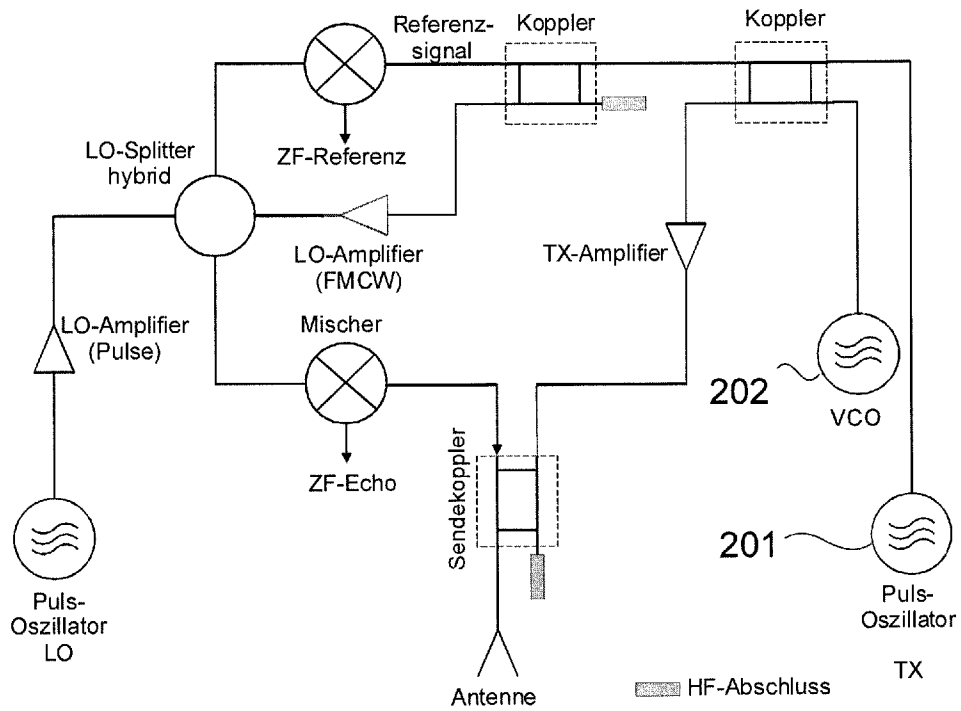 Referenz-
signal
Koppler
Koppler
ZF-Referenz
LO-Splitter
hybrid
LO-Amplifier
(FMCW)
TX-Amplifier
LO-Amplifier
(Pulse)
Mischer
202
VCO
ZF-Echo
Sendekoppler
201
Puls-
Oszillator
LO
Puls-
Oszillator
TX
Antenne
HF-Abschluss